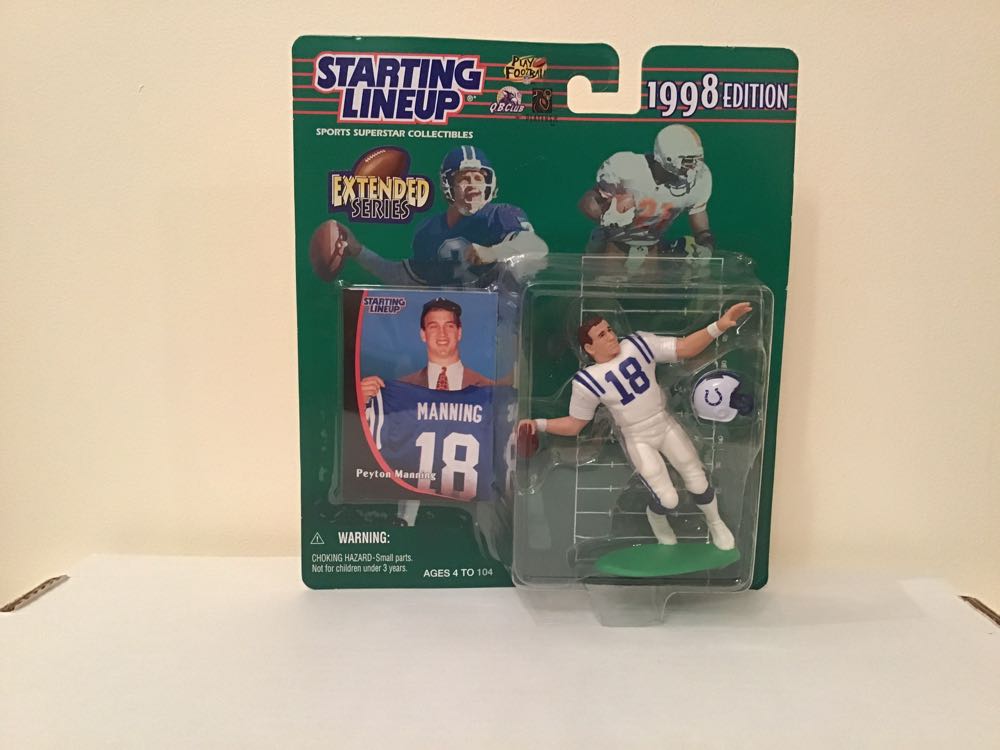 STARTING
LINEUP®
SPORTS SUPERSTAR COLLECTIBLES
PLAY
FOOTBALL
Q.B. CLUB
1998 EDITION
EXTENDED
SERIES
21
STARTING
LINEUP
MANNING
18
Peyton Manning
18
WARNING:
CHOKING HAZARD-Small parts.
Not for children under 3 years.
AGES 4 TO 104